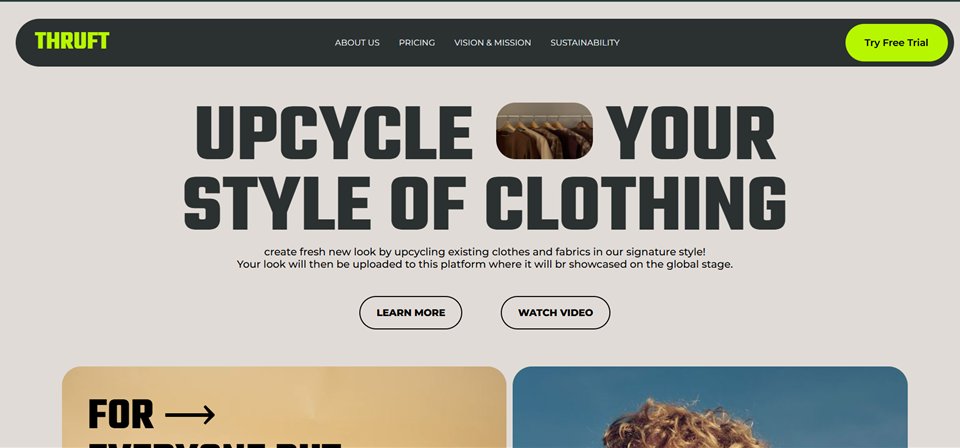 THRUFT
ABOUT US PRICING VISION & MISSION SUSTAINABILITY
Try Free Trial
UPCYCLE YOUR
STYLE OF CLOTHING
create fresh new look by upcycling existing clothes and fabrics in our signature style!
Your look will then be uploaded to this platform where it will br showcased on the global stage.
LEARN MORE WATCH VIDEO
FOR →
EVERYONE BUT